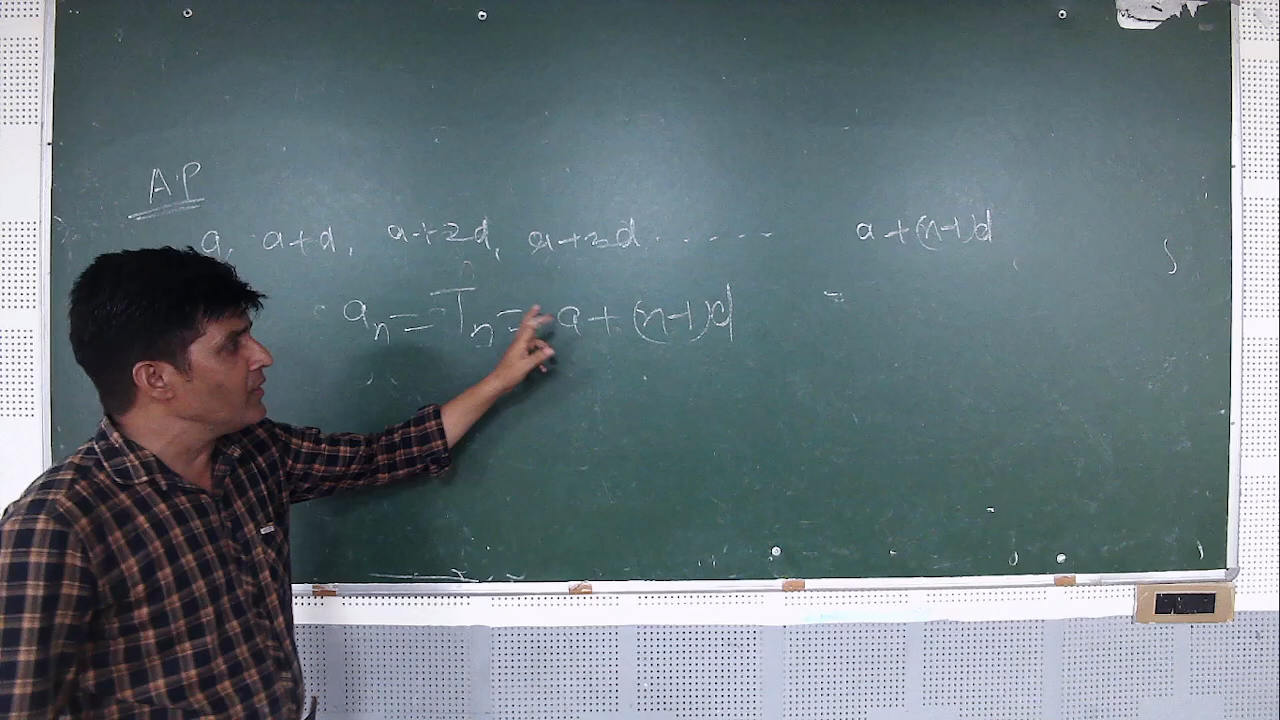 A.P
a, a+d, a+2d, a+3d ....... a+(n-1)d
aₙ = Tₙ = a+(n-1)d